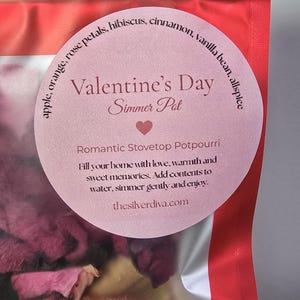 apple, orange, rose petals, hibiscus, cinnamon, vanilla bean, allspice
Valentine's Day
Simmer Pot
Romantic Stovetop Potpourri
Fill your home with love, warmth and
sweet memories. Add contents to
water, simmer gently and enjoy.
thesilverdiva.com